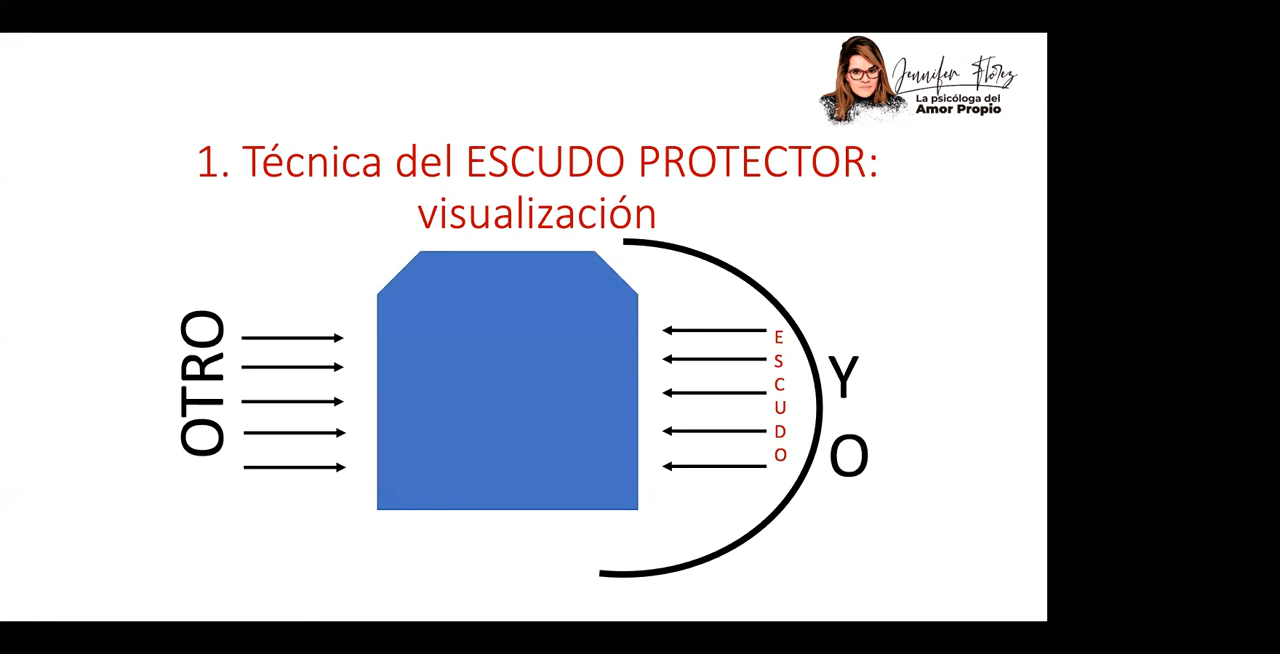 Jennifer Flórez
La psicóloga del
Amor Propio
1. Técnica del ESCUDO PROTECTOR:
visualización
OTRO
E
S
C
U
D
O
Y
O